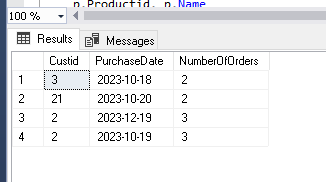 p.Productid, p.Name
100 %
Results Messages
Custid PurchaseDate NumberOfOrders
1 3 2023-10-18 2
2 21 2023-10-20 2
3 2 2023-12-19 3
4 2 2023-10-19 3